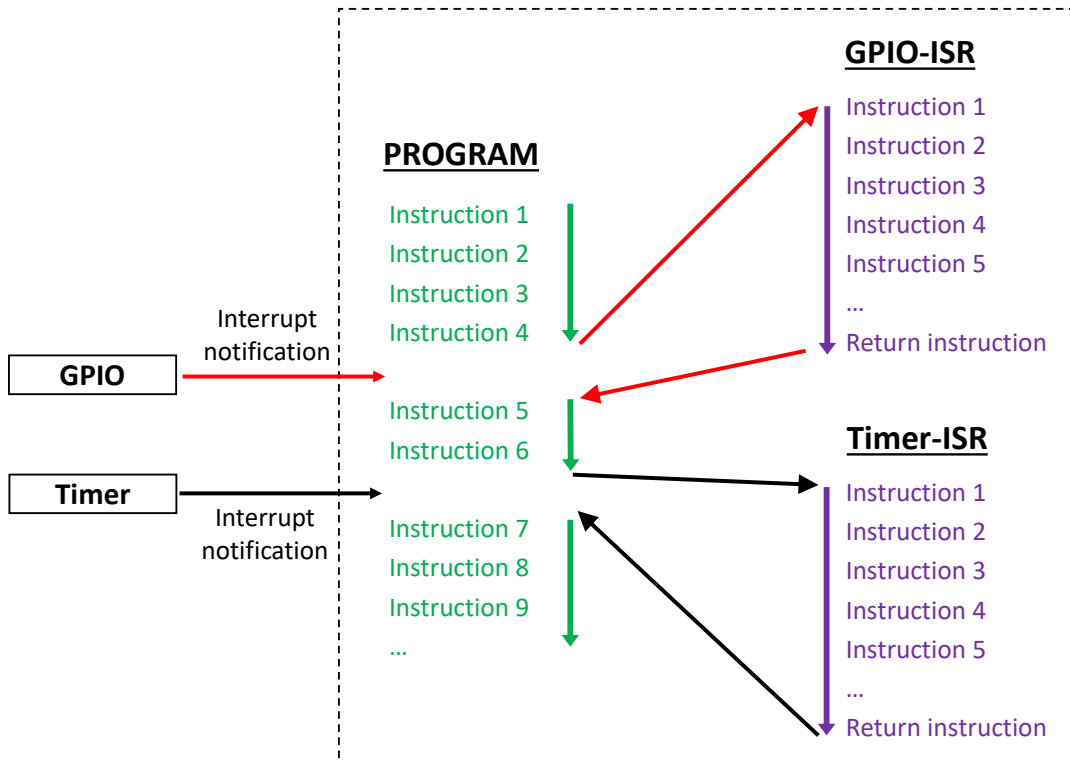 GPIO
Interrupt
notification
Timer
Interrupt
notification
PROGRAM
Instruction 1
Instruction 2
Instruction 3
Instruction 4
Instruction 5
Instruction 6
Instruction 7
Instruction 8
Instruction 9
...
GPIO-ISR
Instruction 1
Instruction 2
Instruction 3
Instruction 4
Instruction 5
...
Return instruction
Timer-ISR
Instruction 1
Instruction 2
Instruction 3
Instruction 4
Instruction 5
...
Return instruction